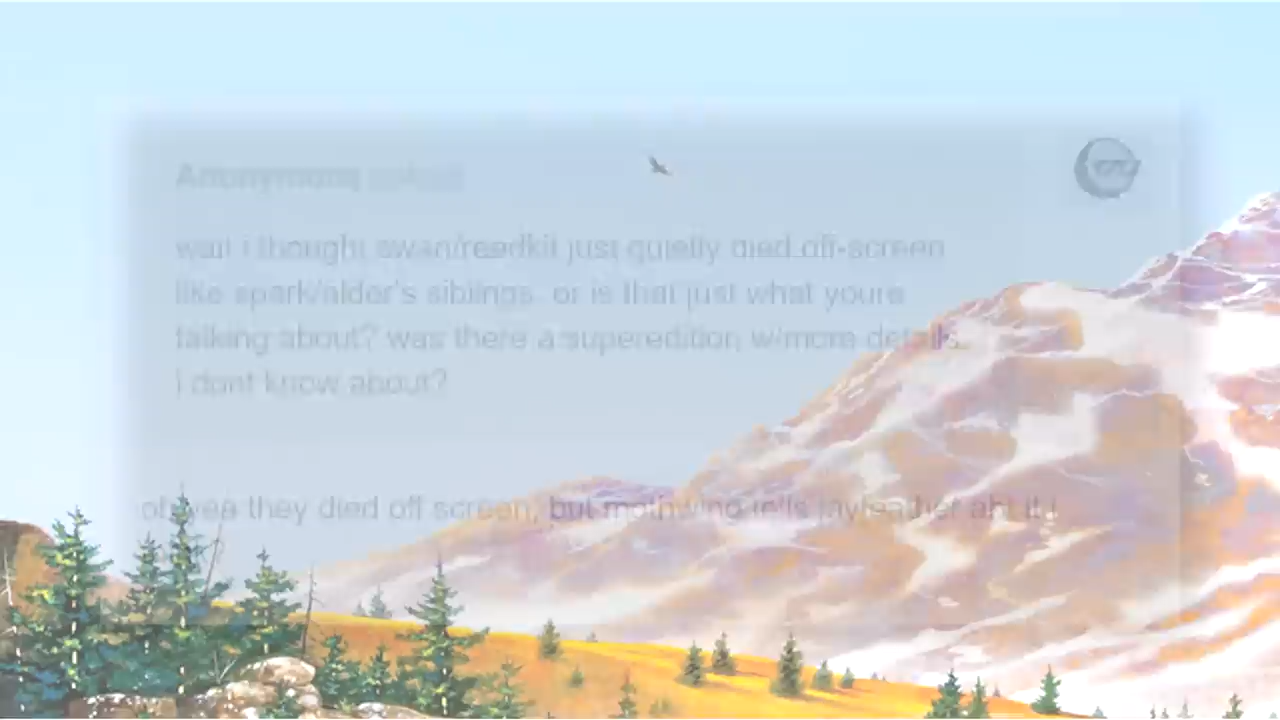 Anonymous asked:
wait i thought swan/reedkit just quietly died off-screen
like spark/alder's siblings. or is that just what youre
talking about? was there a superedition w/more details
i dont know about?
oh yea they died off screen, but mothwing tells jayfeather abt it i